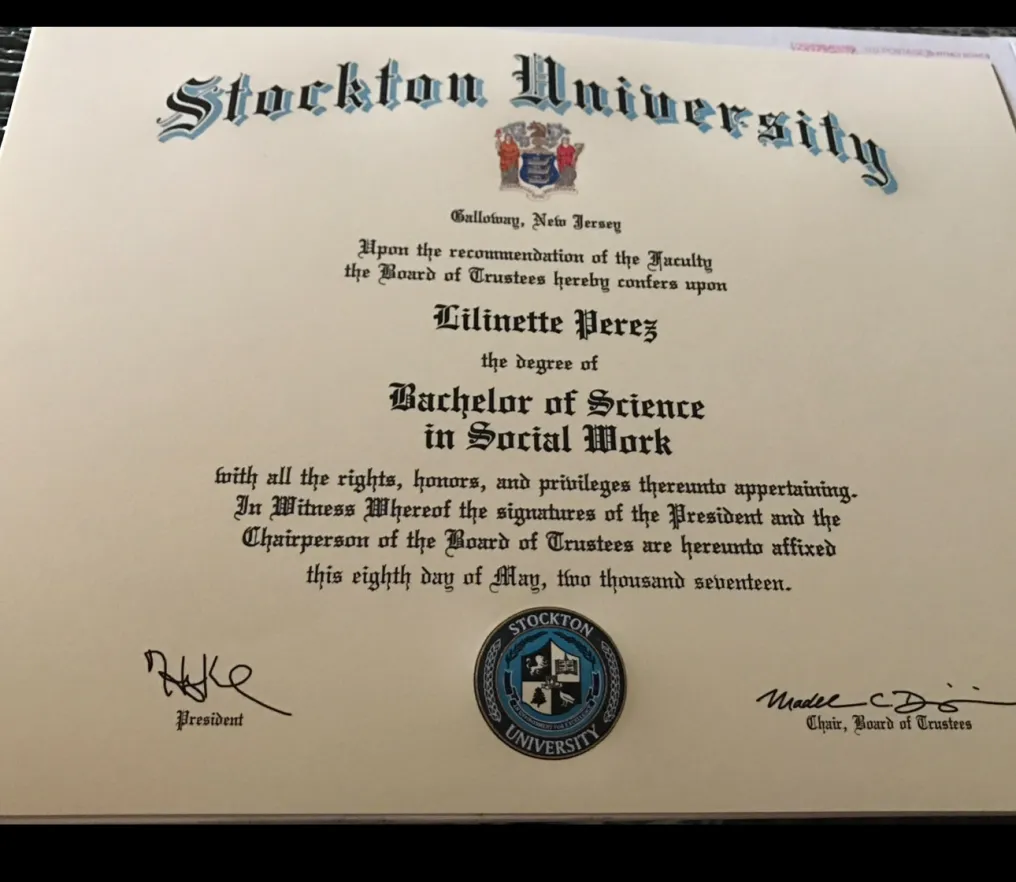 Stockton University
Galloway, New Jersey
Upon the recommendation of the Faculty
the Board of Trustees hereby confers upon
Lilinette Perez
the degree of
Bachelor of Science
in Social Work
with all the rights, honors, and privileges thereunto appertaining.
In Witness Whereof the signatures of the President and the
Chairperson of the Board of Trustees are hereunto affixed
this eighth day of May, two thousand seventeen.
STOCKTON
UNIVERSITY
President
Chair, Board of Trustees